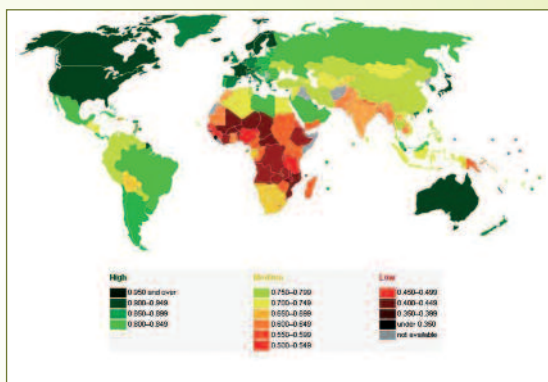 High
0.950 and over
0.900–0.949
0.850–0.899
0.800–0.849
Medium
0.750–0.799
0.700–0.749
0.650–0.699
0.600–0.649
0.550–0.599
0.500–0.549
Low
0.450–0.499
0.400–0.449
0.350–0.399
under 0.350
not available